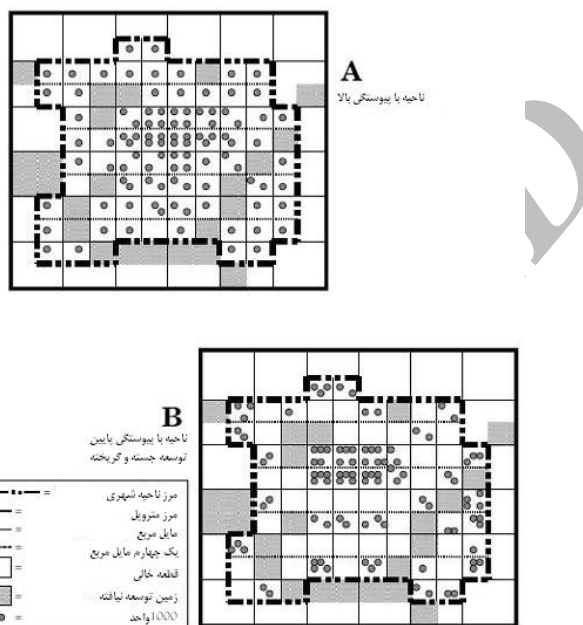 A
ناحیه با پیوستگی بالا
B
ناحیه با پیوستگی پایین
توسعه جسته و گریخته
مرز ناحیه شهری =
مرز متروپل =
مایل مربع =
یک چهارم مایل مربع =
قطعه خالی =
زمین توسعه نیافته =
1000واحد =